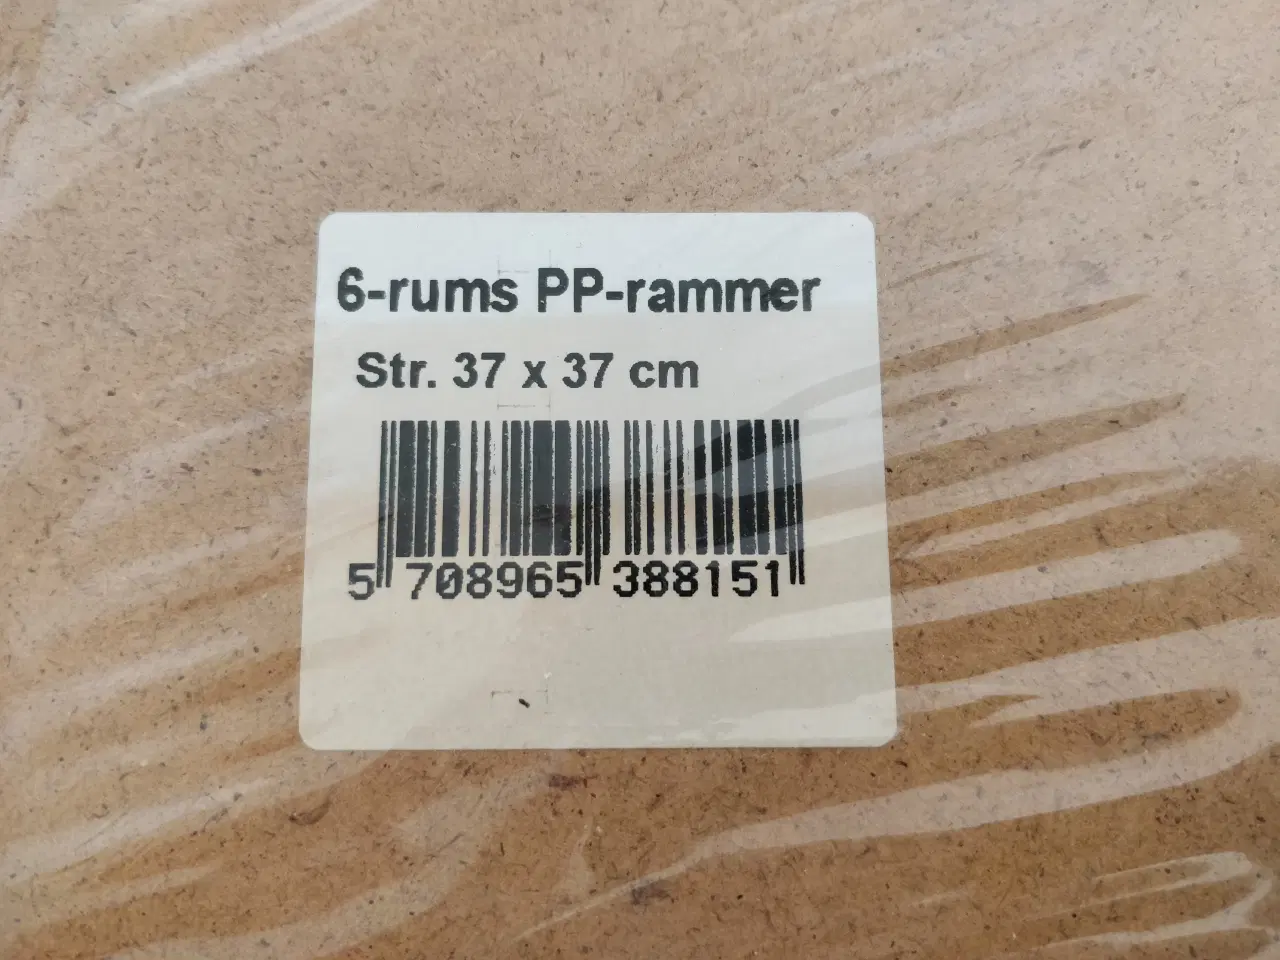 6-rums PP-rammer
Str. 37 x 37 cm
5 708965 388151